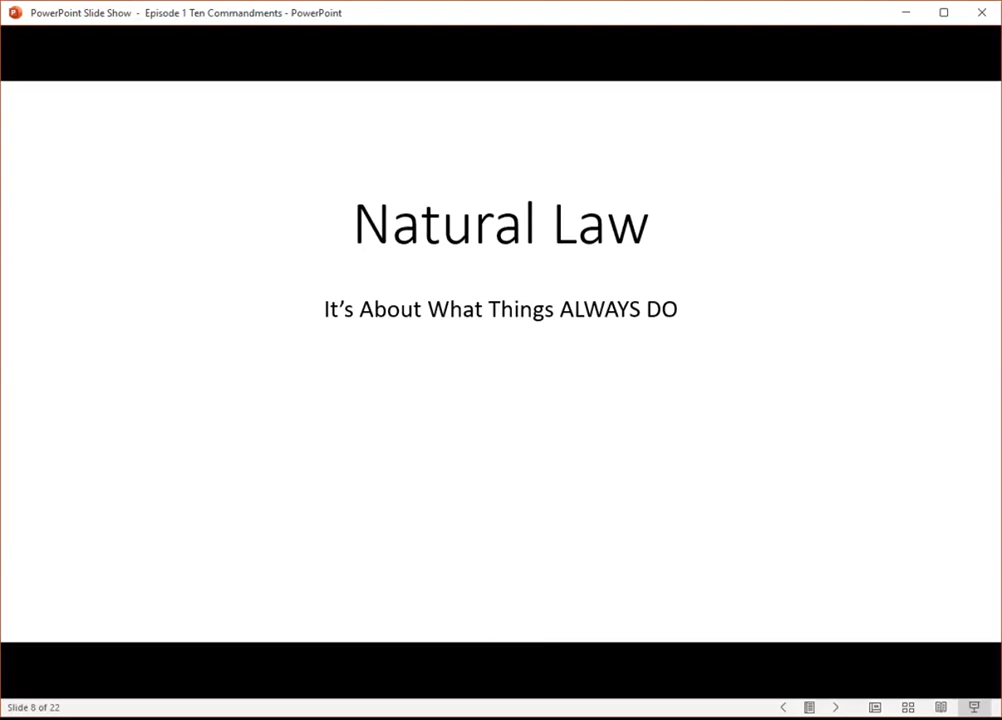 PowerPoint Slide Show - Episode 1 Ten Commandments - PowerPoint
Natural Law
It's About What Things ALWAYS DO
Slide 8 of 22